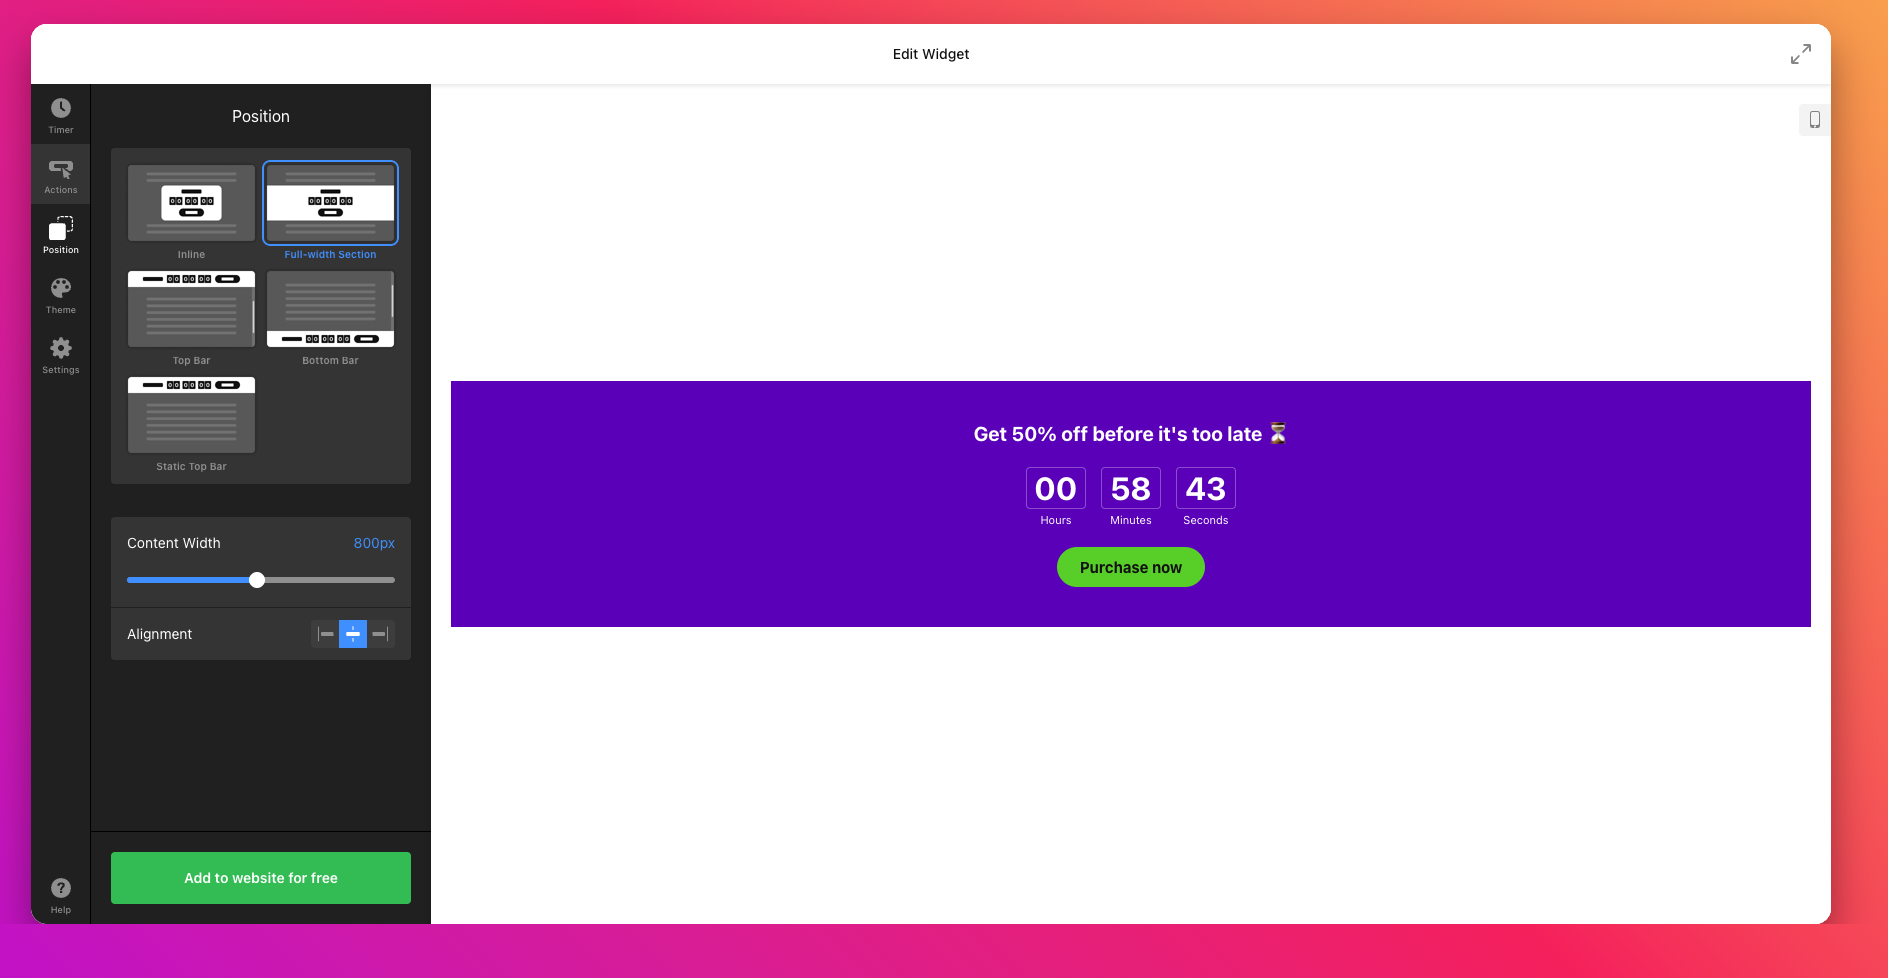 Edit Widget
Timer
Actions
Position
Theme
Settings
Help
Position
Inline
Full-width Section
Top Bar
Bottom Bar
Static Top Bar
Content Width 800px
Alignment
Add to website for free
Get 50% off before it's too late ⏳
00 58 43
Hours Minutes Seconds
Purchase now